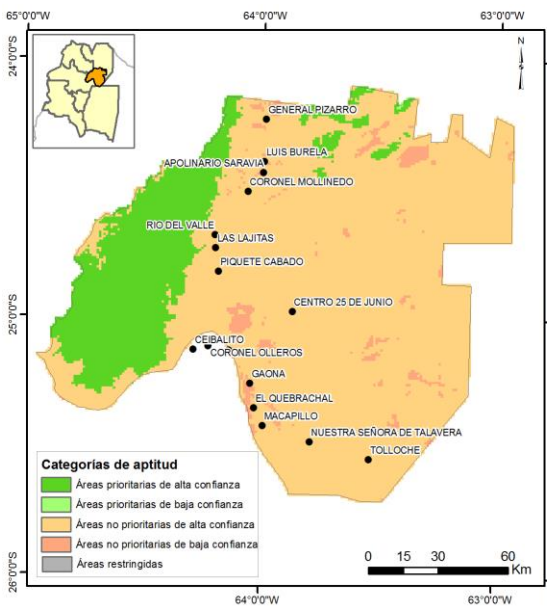 65°0'0"W
64°0'0"W
63°0'0"W
24°0'0"S
N
GENERAL PIZARRO
LUIS BURELA
APOLINARIO SARAVIA
CORONEL MOLLINEDO
RIO DEL VALLE
LAS LAJITAS
PIQUETE CABADO
CENTRO 25 DE JUNIO
25°0'0"S
CEIBALITO
CORONEL OLLEROS
GAONA
EL QUEBRACHAL
MACAPILLO
NUESTRA SEÑORA DE TALAVERA
TOLLOCHE
Categorías de aptitud
Áreas prioritarias de alta confianza
Áreas prioritarias de baja confianza
Áreas no prioritarias de alta confianza
Áreas no prioritarias de baja confianza
Áreas restringidas
0 15 30 60
Km
26°0'0"S
64°0'0"W
63°0'0"W